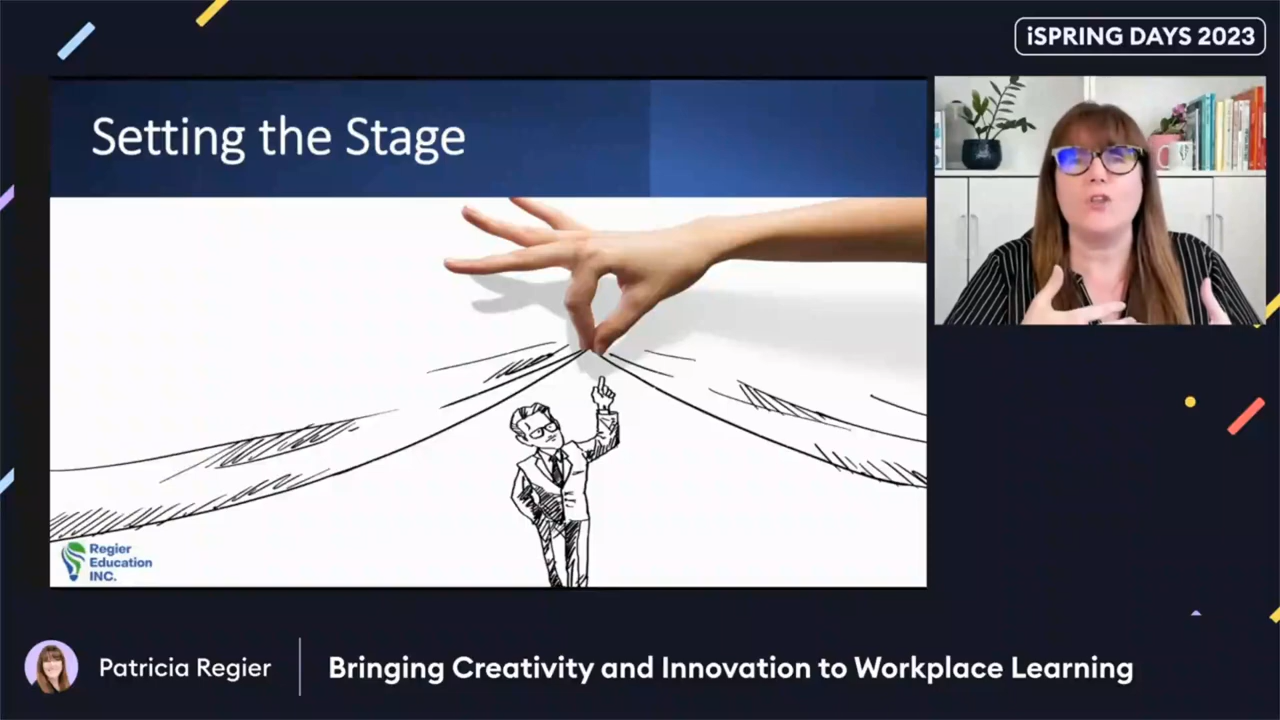 iSPRING DAYS 2023
Setting the Stage
Regier
Education
INC.
Patricia Regier
Bringing Creativity and Innovation to Workplace Learning